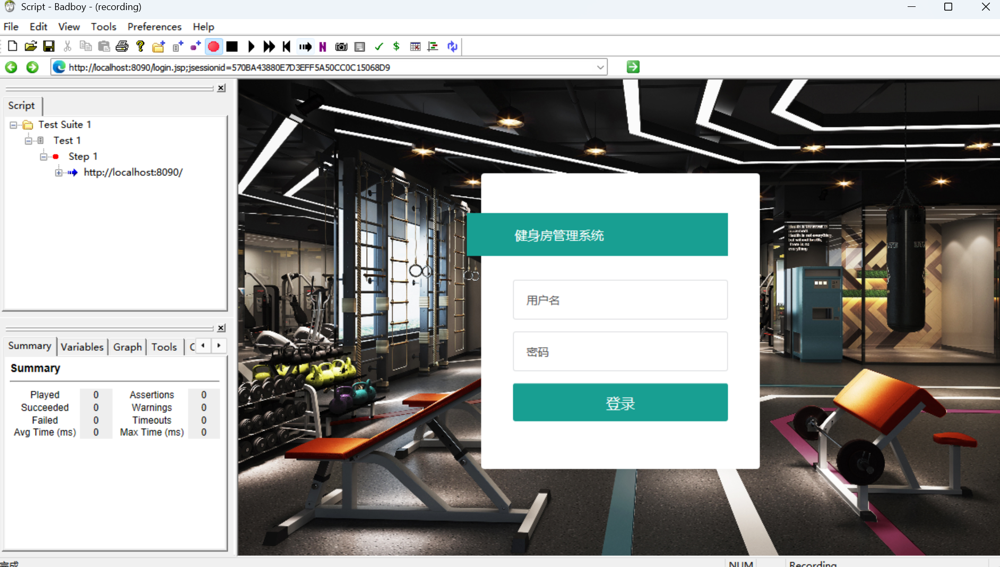 Script - Badboy - (recording)
File Edit View Tools Preferences Help
http://localhost:8090/login.jsp;jsessionid=570BA43880E7D3EFF5A50CC0C15068D9
Script
Test Suite 1
Test 1
Step 1
http://localhost:8090/
Summary Variables Graph Tools
Summary
Played 0 Assertions 0
Succeeded 0 Warnings 0
Failed 0 Timeouts 0
Avg Time (ms) 0 Max Time (ms) 0
健身房管理系统
用户名
密码
登录
完成 NUM Recording